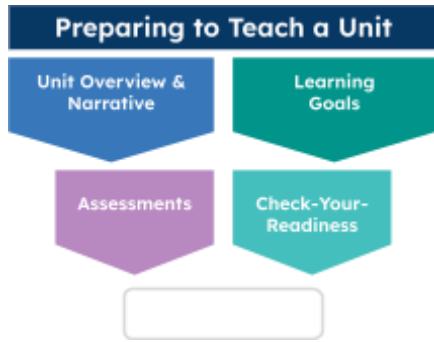 Preparing to Teach a Unit
Unit Overview &
Narrative
Learning
Goals
Assessments
Check-Your-
Readiness